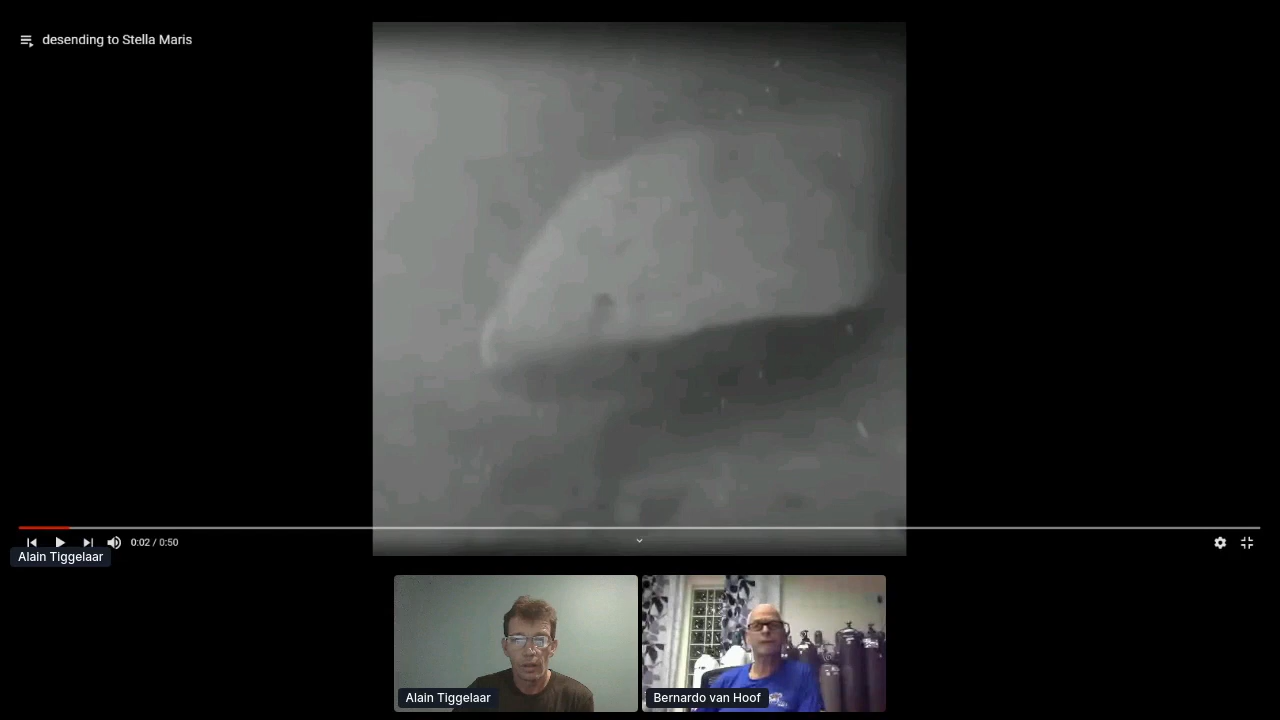 desending to Stella Maris
0:02 / 0:50
Alain Tiggelaar
Alain Tiggelaar
Bernardo van Hoof